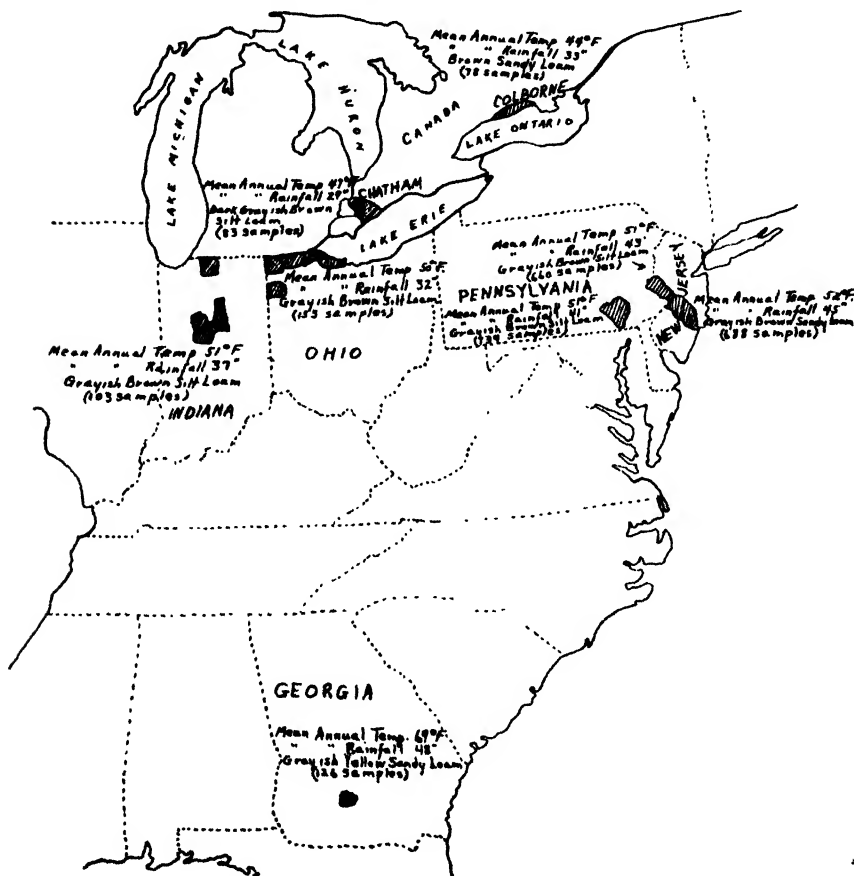 Mean Annual Temp 44°F.
" " Rainfall 33"
Brown Sandy Loam
(78 samples)
COLBORNE
LAKE HURON
LAKE MICHIGAN
CANADA
LAKE ONTARIO
Mean Annual Temp 47°F
" " Rainfall 29"
Dark Grayish Brown
Silt Loam
(83 samples)
CHATHAM
LAKE ERIE
Mean Annual Temp 50°F
" " Rainfall 32"
Grayish Brown Silt Loam
(153 samples)
Mean Annual Temp 51°F
" " Rainfall 43"
Grayish Brown Silt Loam
(660 samples)
PENNSYLVANIA
Mean Annual Temp 51°F
" " Rainfall 41"
Grayish Brown Silt Loam
samples)
NEW JERSEY
Mean Annual Temp 52°F
" " Rainfall 45"
Grayish Brown Sandy Loam
samples)
OHIO
Mean Annual Temp 51°F
" " Rainfall 37"
Grayish Brown Silt Loam
(103 samples)
INDIANA
GEORGIA
Mean Annual Temp. 69°F.
" " Rainfall 48"
Grayish Yellow Sandy Loam
(126 samples)